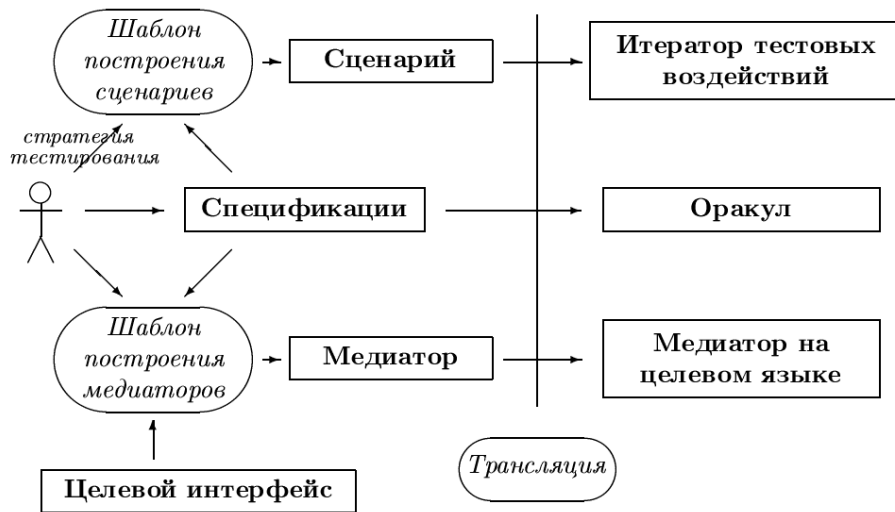 Шаблон
построения
сценариев
Сценарий
Итератор тестовых
воздействий
стратегия
тестирования
Спецификации
Оракул
Шаблон
построения
медиаторов
Медиатор
Медиатор на
целевом языке
Трансляция
Целевой интерфейс